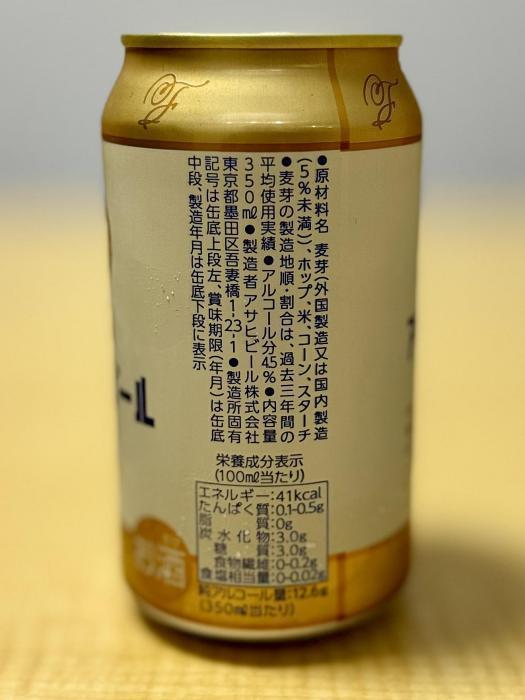 ●原材料名 麦芽(外国製造又は国内製造
(5%未満))、ホップ、米、コーン、スターチ
●麦芽の製造地順・割合は、過去三年間の
平均使用実績●アルコール分4.5%●内容量
350ml●製造者 アサヒビール株式会社
東京都墨田区吾妻橋1-23-1●製造所固有
記号は缶底上段左、賞味期限(年月)は缶底
中段、製造年月は缶底下段に表示
栄養成分表示
(100ml当たり)
エネルギー:41kcal
たんぱく質:0.1-0.5g
脂質:0g
炭水化物:3.0g
糖質:3.0g
食物繊維:0-0.2g
食塩相当量:0-0.02g
純アルコール量:12.6g
(350ml当たり)
ール
お酒